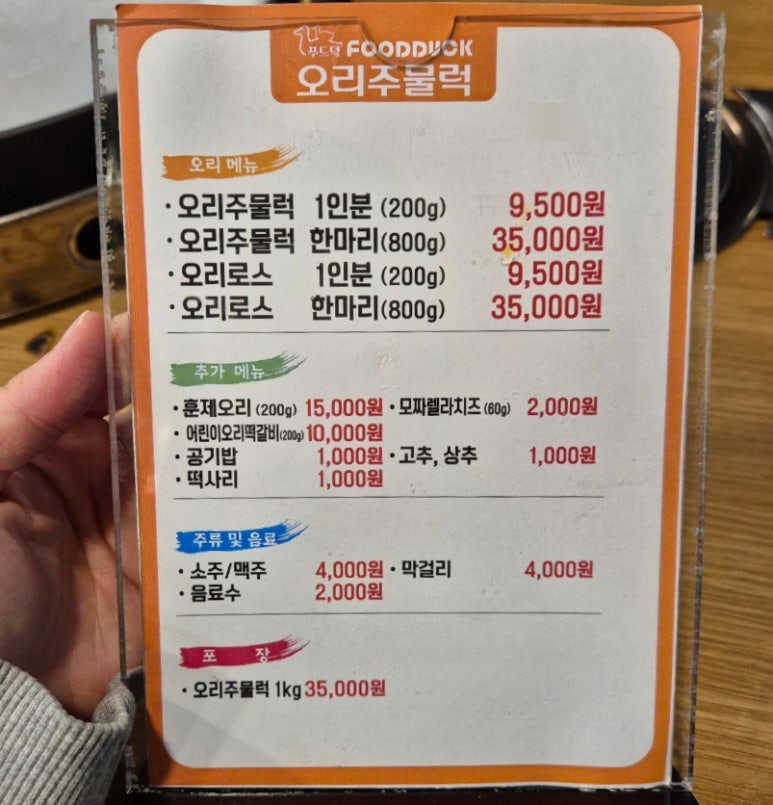 푸드덕 FOODDUCK
오리주물럭
오리 메뉴
· 오리주물럭 1인분 (200g) 9,500원
· 오리주물럭 한마리(800g) 35,000원
· 오리로스 1인분 (200g) 9,500원
· 오리로스 한마리(800g) 35,000원
추가 메뉴
· 훈제오리 (200g) 15,000원 · 모짜렐라치즈 (60g) 2,000원
· 어린이오리떡갈비(200g) 10,000원
· 공기밥 1,000원 · 고추, 상추 1,000원
· 떡사리 1,000원
주류 및 음료
· 소주/맥주 4,000원 · 막걸리 4,000원
· 음료수 2,000원
포 장
· 오리주물럭 1kg 35,000원